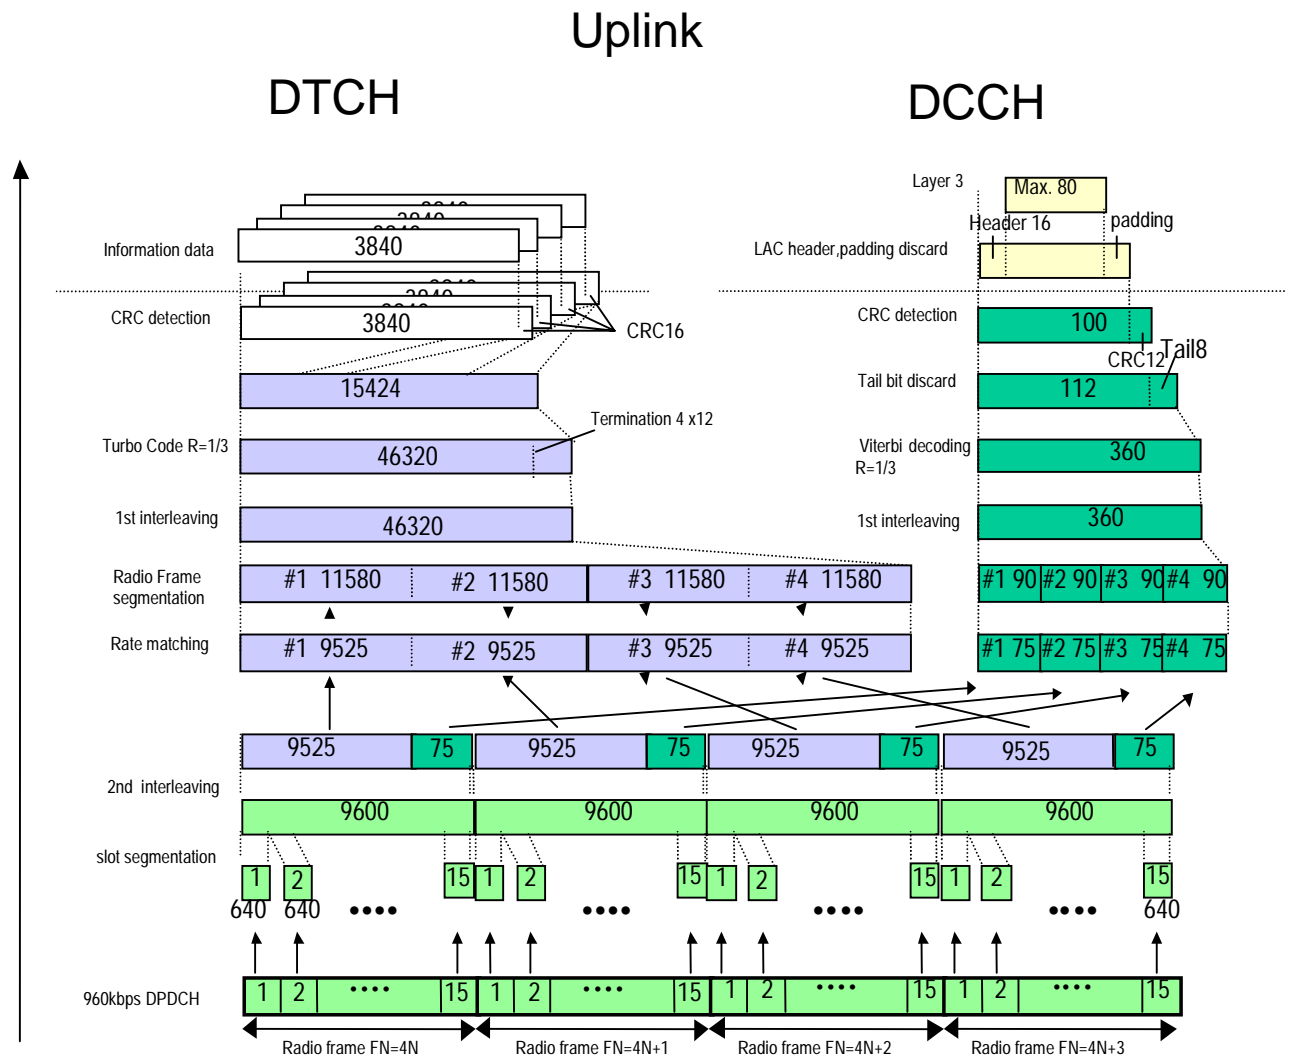 Uplink
DTCH
DCCH
Layer 3
Max. 80
Header 16
padding
3840
3840
3840
Information data
3840
LAC header,padding discard
3840
3840
3840
CRC detection
3840
CRC16
CRC detection
100
CRC12
Tail8
15424
Tail bit discard
112
Termination 4 x12
Turbo Code R=1/3
46320
Viterbi decoding
R=1/3
360
1st interleaving
46320
1st interleaving
360
Radio Frame
segmentation
#1 11580
#2 11580
#3 11580
#4 11580
#1 90
#2 90
#3 90
#4 90
Rate matching
#1 9525
#2 9525
#3 9525
#4 9525
#1 75
#2 75
#3 75
#4 75
9525
75
9525
75
9525
75
9525
75
2nd interleaving
9600
9600
9600
9600
slot segmentation
1
2
15
1
2
15
1
2
15
1
2
15
640
640
••••
••••
••••
••••
640
960kbps DPDCH
1
2
••••
15
1
2
••••
15
1
2
••••
15
1
2
••••
15
Radio frame FN=4N
Radio frame FN=4N+1
Radio frame FN=4N+2
Radio frame FN=4N+3